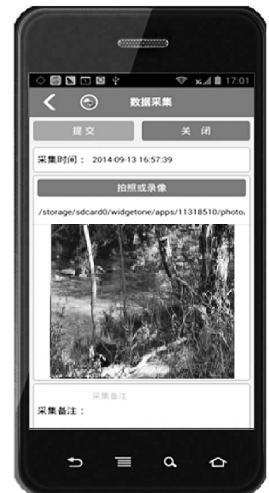 17:01
数据采集
提交 关闭
采集时间： 2014-09-13 16:57:39
拍照或录像
/storage/sdcard0/widgetone/apps/11318510/photo/
采集备注
采集备注：